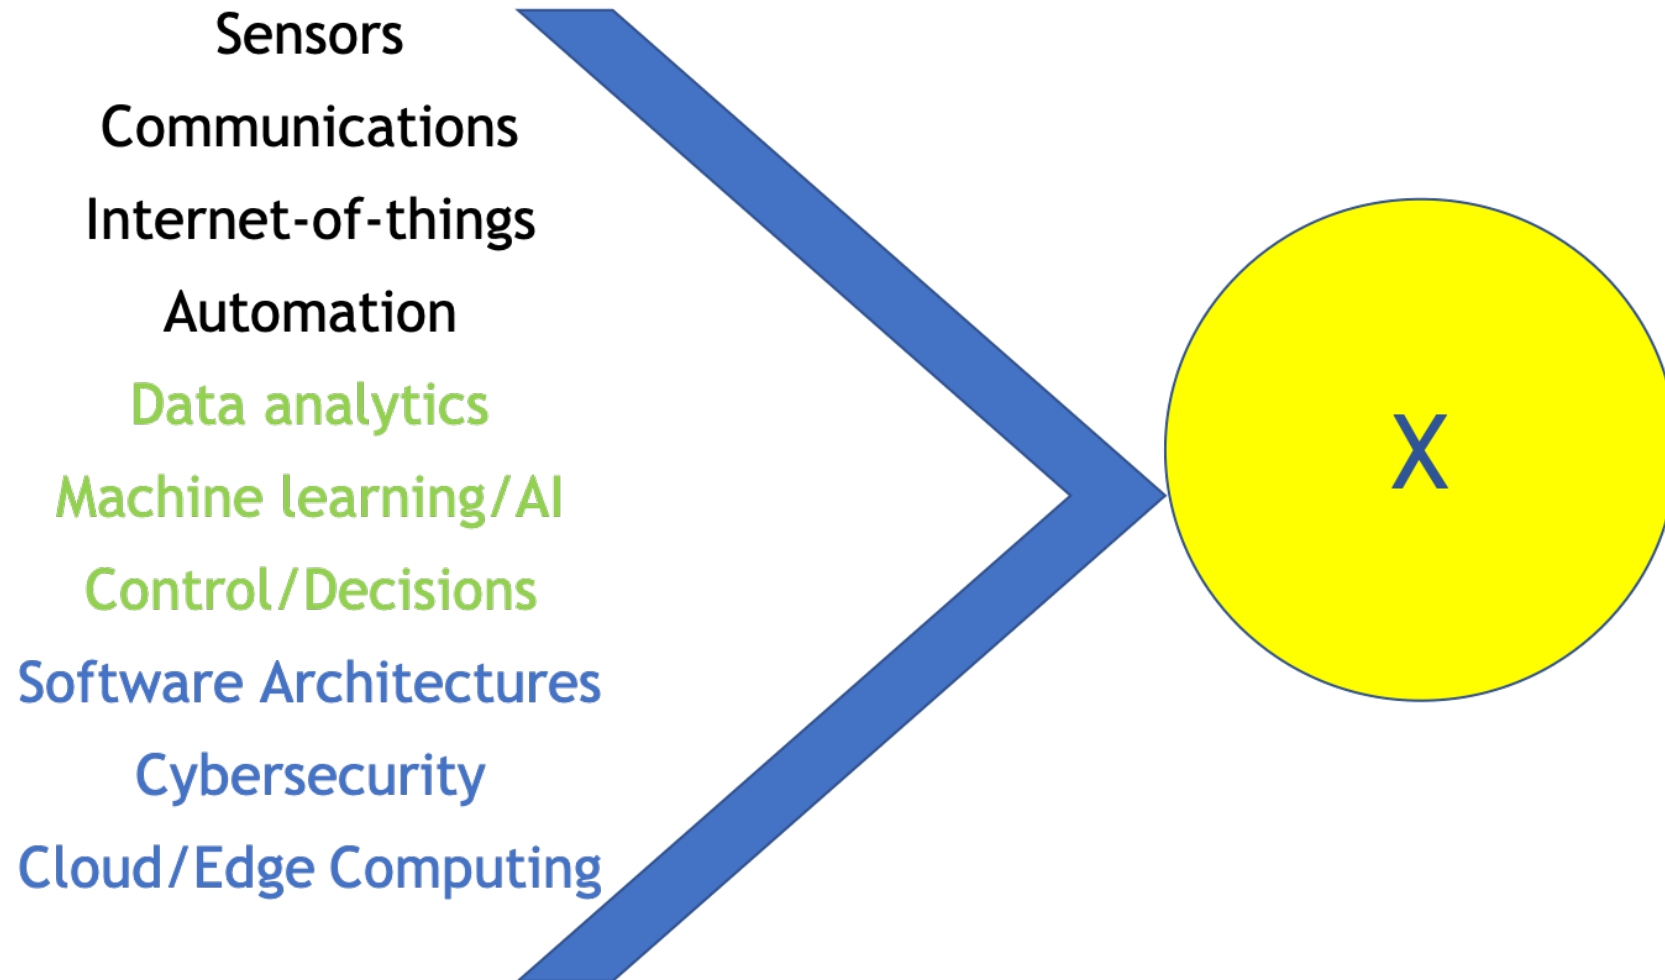 Sensors
Communications
Internet-of-things
Automation
Data analytics
Machine learning/AI
Control/Decisions
Software Architectures
Cybersecurity
Cloud/Edge Computing
X